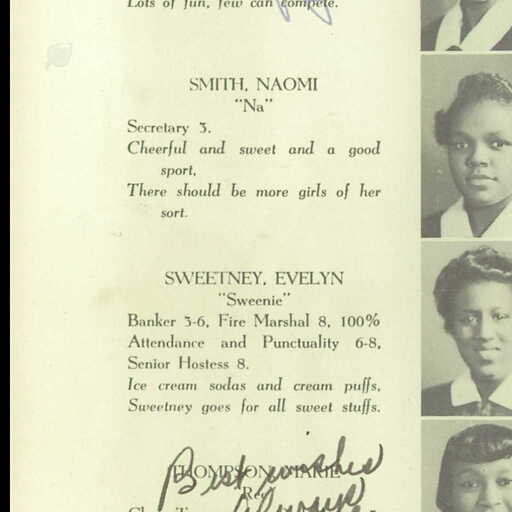 Lots of fun, few can compete.
SMITH, NAOMI
"Na"
Secretary 3.
Cheerful and sweet and a good
sport,
There should be more girls of her
sort.
SWEETNEY, EVELYN
"Sweenie"
Banker 3-6, Fire Marshal 8, 100%
Attendance and Punctuality 6-8,
Senior Hostess 8.
Ice cream sodas and cream puffs,
Sweetney goes for all sweet stuffs.
Best wishes
THOMPSON, MARIE
Always